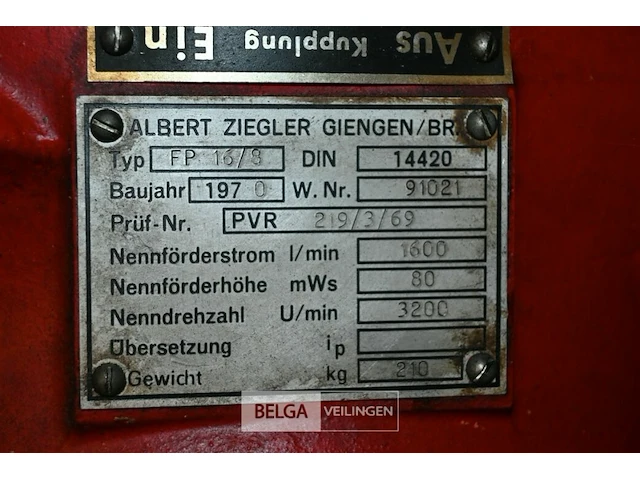 Aus Kupplung Ein
ALBERT ZIEGLER GIENGEN/BR.
Typ FP 16/8 DIN 14420
Baujahr 1970 W.Nr. 91021
Prüf-Nr. PVR 219/3/69
Nennförderstrom l/min 1600
Nennförderhöhe mWs 80
Nenndrehzahl U/min 3200
Übersetzung ip
Gewicht kg 210
BELGA VEILINGEN